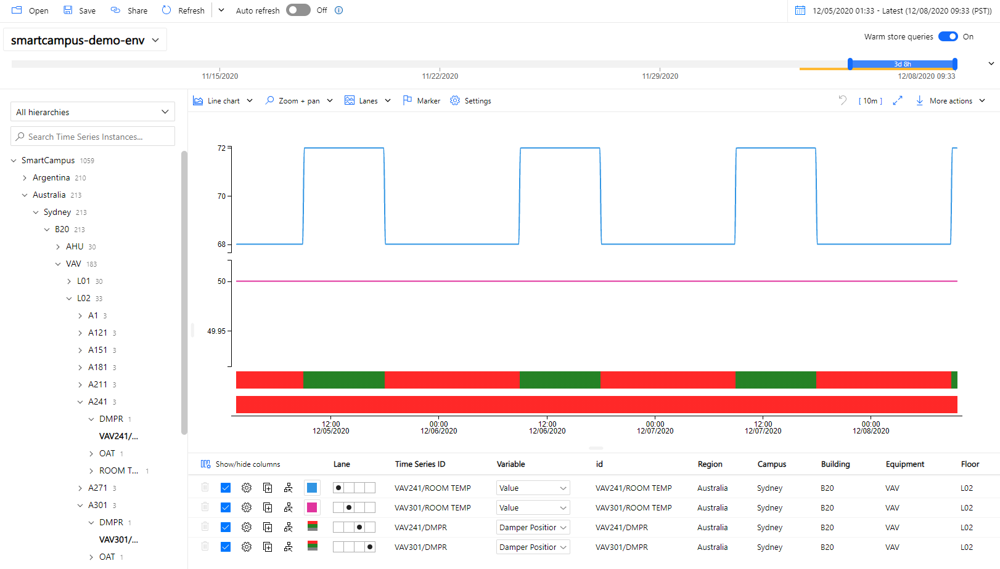 Open Save Share Refresh Auto refresh Off 12/05/2020 01:33 - Latest (12/08/2020 09:33 (PST))
smartcampus-demo-env
Warm store queries On
3d 8h
11/15/2020 11/22/2020 11/29/2020 12/08/2020 09:33
All hierarchies
Search Time Series Instances...
SmartCampus 1059
Argentina 210
Australia 213
Sydney 213
B20 213
AHU 30
VAV 183
L01 30
L02 33
A1 3
A121 3
A151 3
A181 3
A211 3
A241 3
DMPR 1
VAV241/...
OAT 1
ROOM T... 1
A271 3
A301 3
DMPR 1
VAV301/...
OAT 1
Line chart Zoom + pan Lanes Marker Settings [ 10m ] More actions
72
70
68
50
49.95
12:00 00:00 12:00 00:00 12:00 00:00
12/05/2020 12/06/2020 12/06/2020 12/07/2020 12/07/2020 12/08/2020
Show/hide columns Lane Time Series ID Variable id Region Campus Building Equipment Floor
VAV241/ROOM TEMP Value VAV241/ROOM TEMP Australia Sydney B20 VAV L02
VAV301/ROOM TEMP Value VAV301/ROOM TEMP Australia Sydney B20 VAV L02
VAV241/DMPR Damper Position VAV241/DMPR Australia Sydney B20 VAV L02
VAV301/DMPR Damper Position VAV301/DMPR Australia Sydney B20 VAV L02